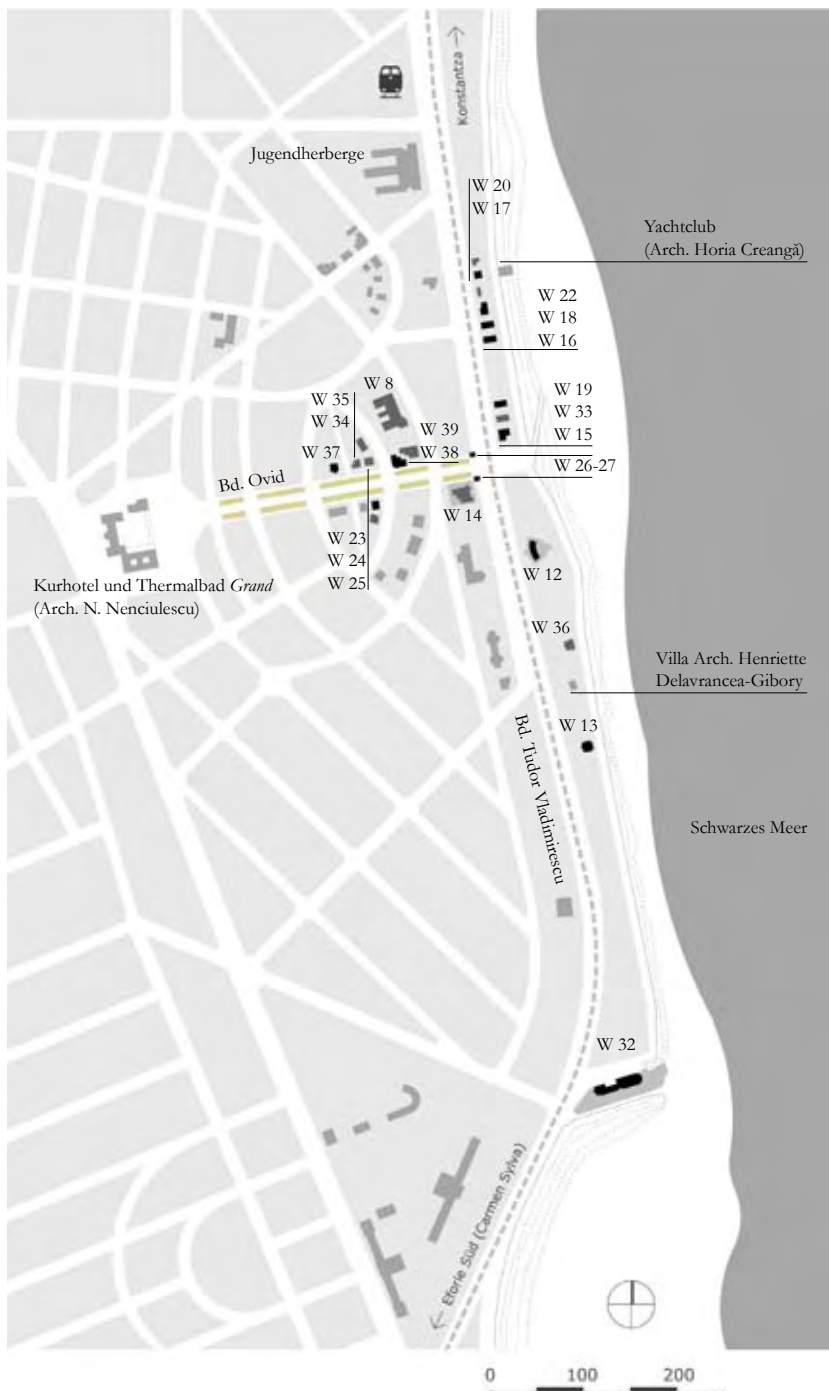 Konstantza
Jugendherberge
W 20
W 17
Yachtclub
(Arch. Horia Creangă)
W 22
W 18
W 16
W 8
W 35
W 34
W 19
W 33
W 15
W 39
W 38
W 37
W 26-27
Bd. Ovid
W 14
W 23
W 24
W 25
W 12
Kurhotel und Thermalbad Grand
(Arch. N. Nenciulescu)
W 36
Villa Arch. Henriette
Delavrancea-Gibory
W 13
Bd. Tudor Vladimirescu
Schwarzes Meer
W 32
Eforie Süd (Carmen Sylva)
0 100 200